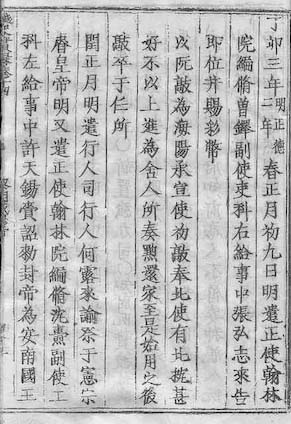 丁卯三年明正德二年春正月初九日明遣正使翰林
院編脩曾鐸副使吏科右給事中張弘志來告
即位并賜彩幣
以阮敲為海陽承宣使初敲奉北使有比㧖甚
好不以上進為舍人所奏黜還家至是始用之後
敲卒于任所
閏正月明遣行人司行人何露來諭祭于憲宗
睿皇帝明又遣正使翰林院編脩沈燾副使工
科左給事中許天錫賫詔勑封帝為安南國王